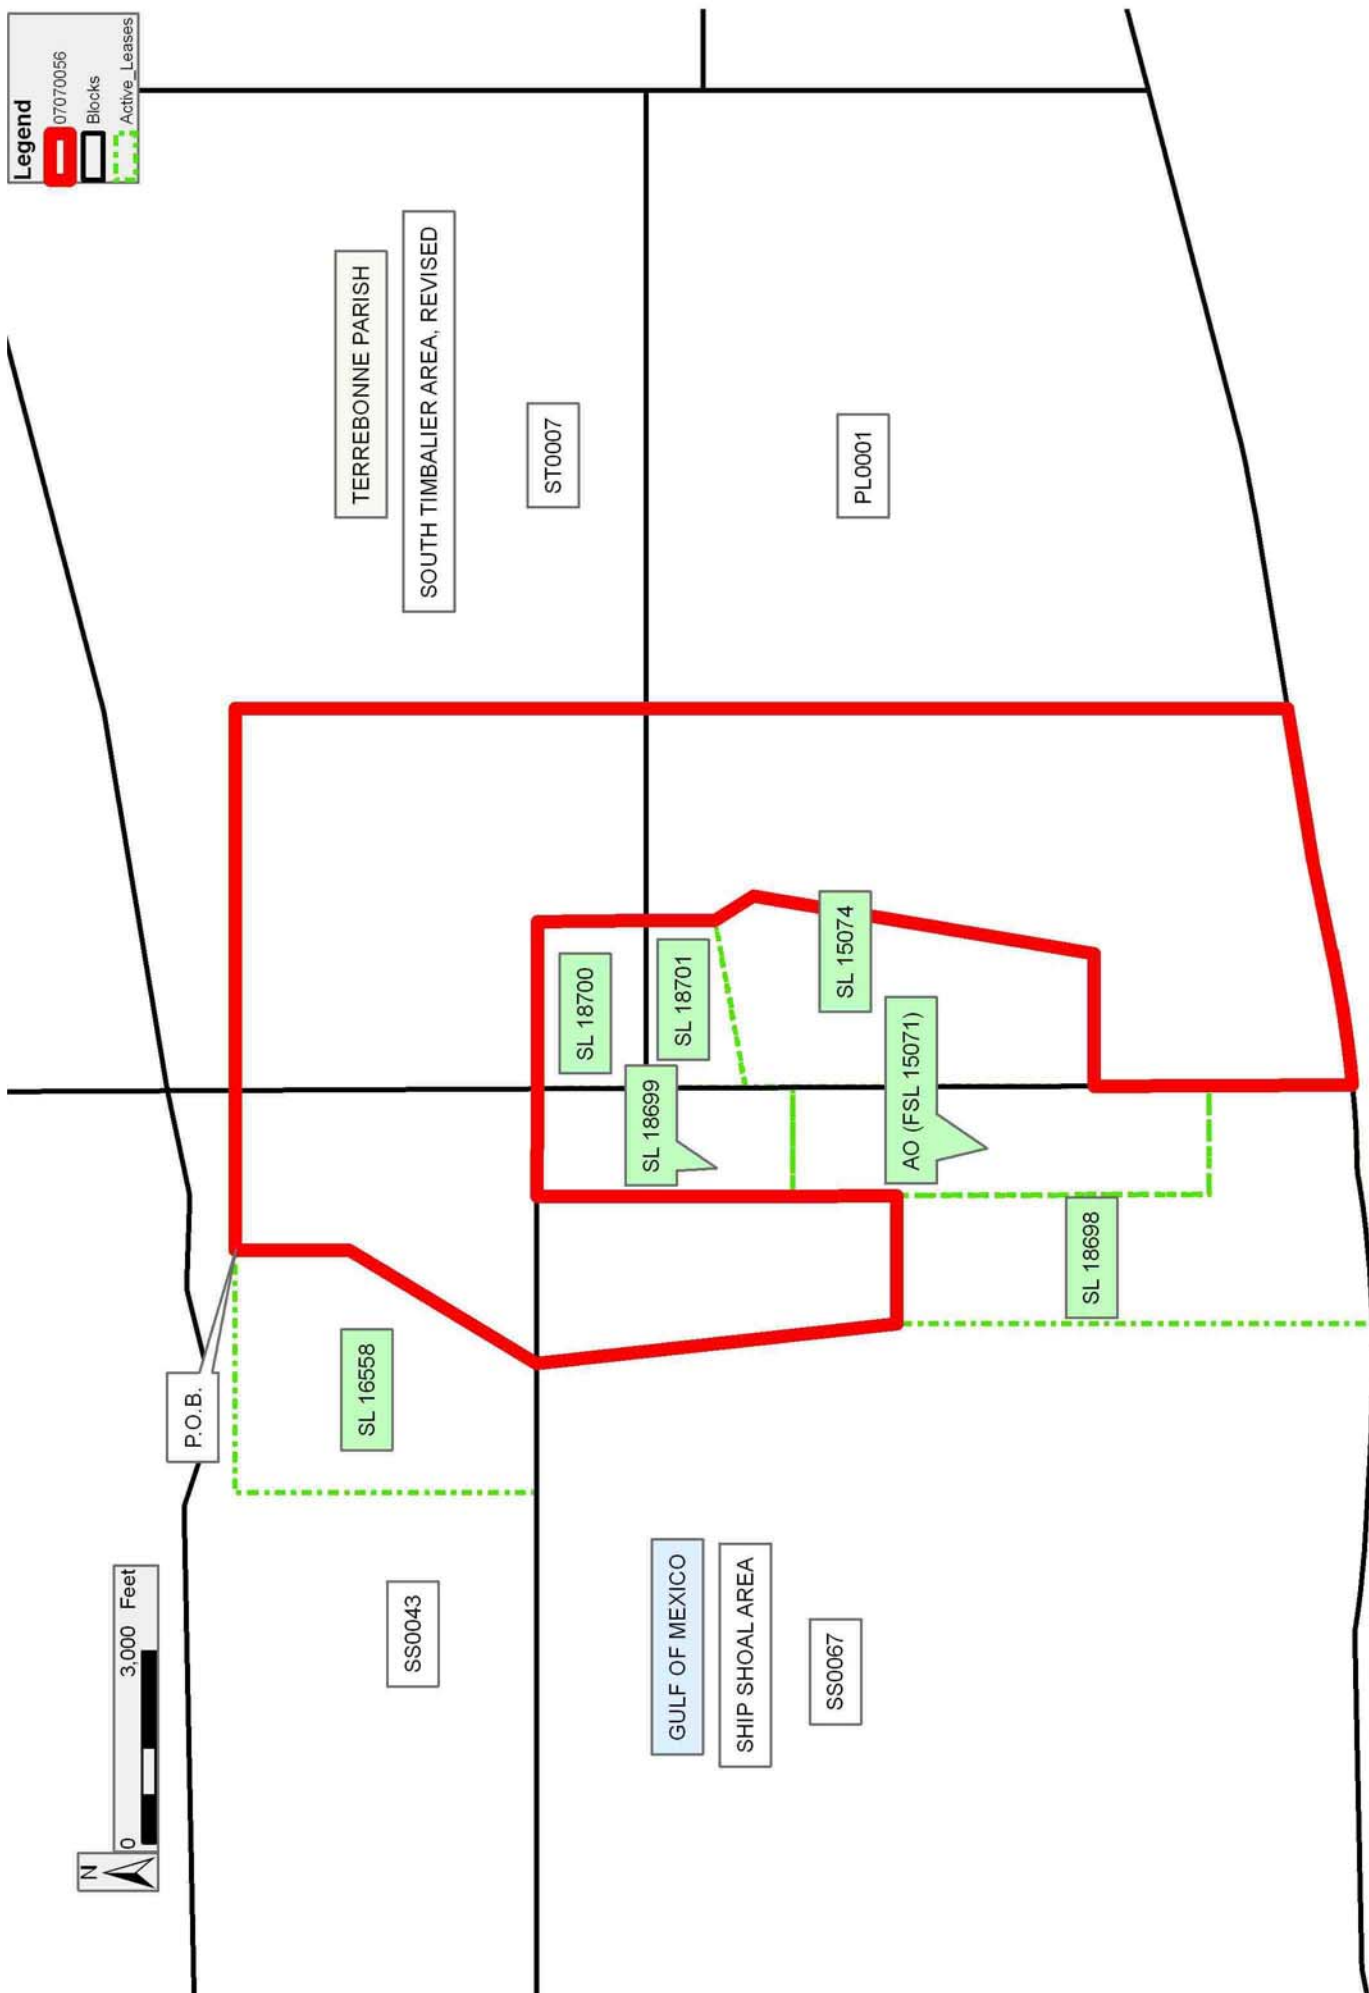 Legend
07070056
Blocks
Active_Leases
N
0
3,000
Feet
P.O.B.
TERREBONNE PARISH
SOUTH TIMBALIER AREA, REVISED
ST0007
PL0001
SL 16558
SS0043
SL 18700
SL 18701
SL 18699
SL 15074
AO (FSL 15071)
SL 18698
GULF OF MEXICO
SHIP SHOAL AREA
SS0067